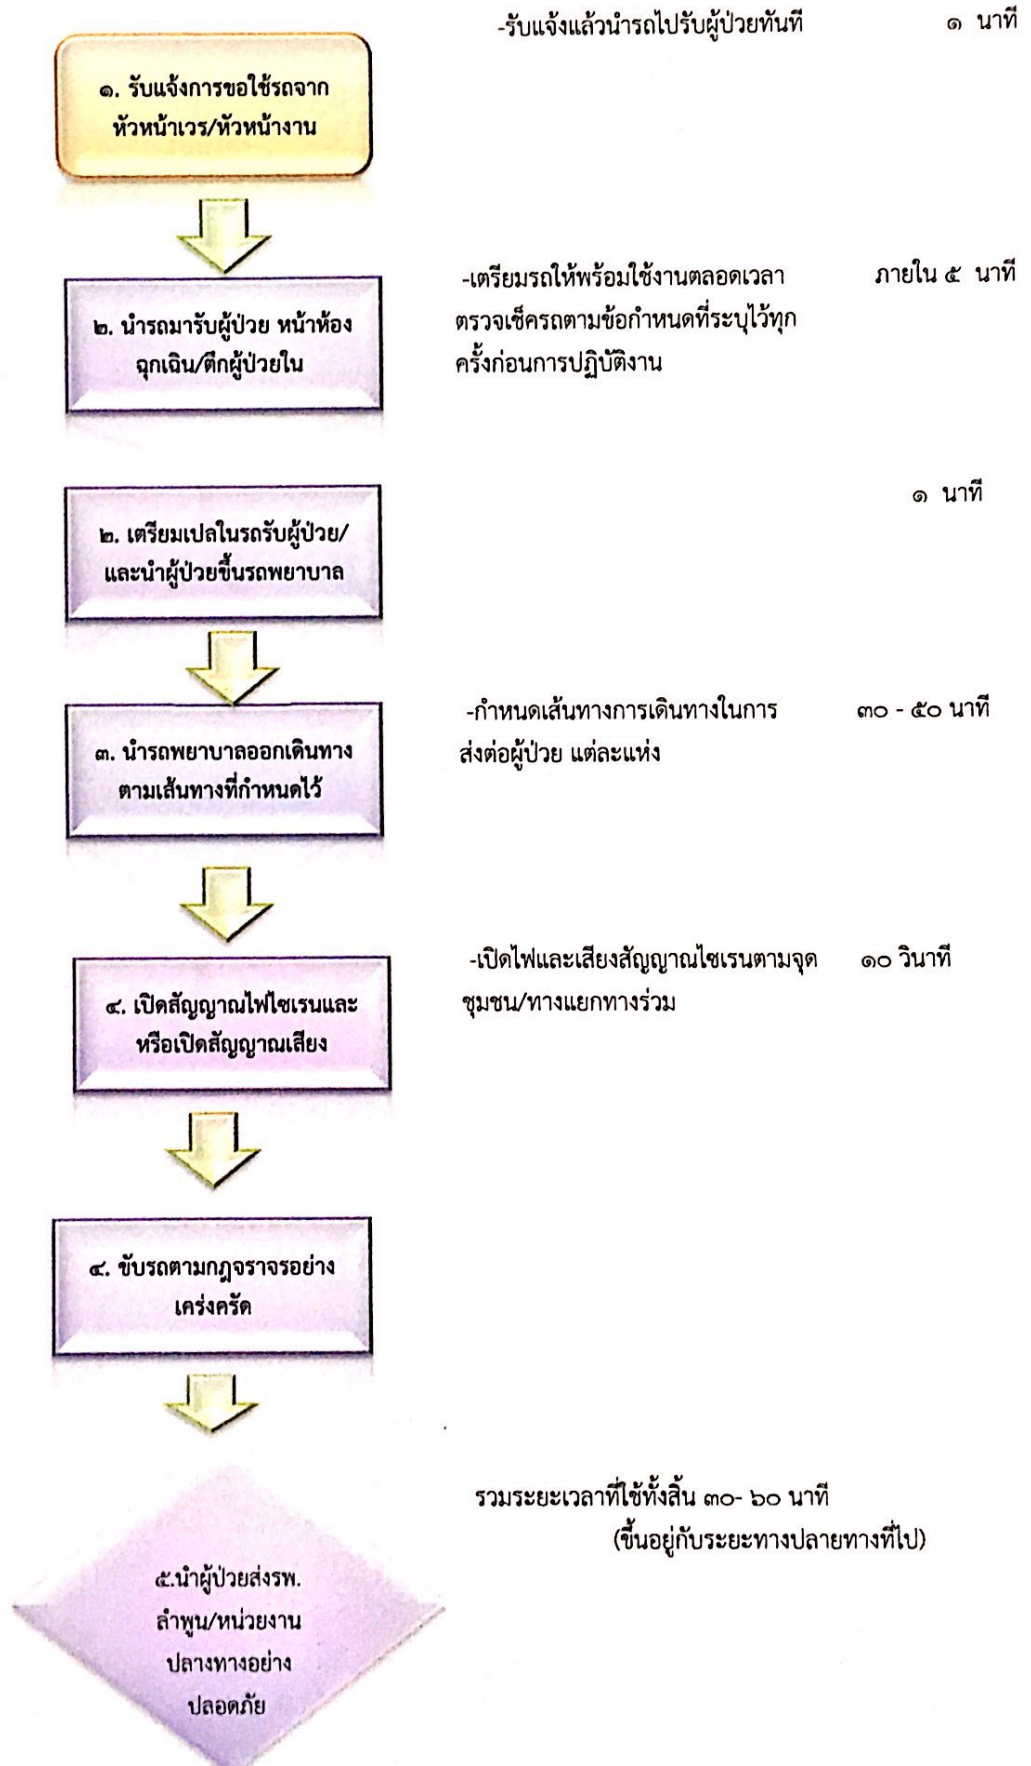 -รับแจ้งแล้วนำรถไปรับผู้ป่วยทันที ๑ นาที
๑. รับแจ้งการขอใช้รถจาก
หัวหน้าเวร/หัวหน้างาน
-เตรียมรถให้พร้อมใช้งานตลอดเวลา ภายใน ๕ นาที
ตรวจเช็ครถตามข้อกำหนดที่ระบุไว้ทุก
ครั้งก่อนการปฏิบัติงาน
๒. นำรถมารับผู้ป่วย หน้าห้อง
ฉุกเฉิน/ตึกผู้ป่วยใน
๑ นาที
๒. เตรียมเปลในรถรับผู้ป่วย/
และนำผู้ป่วยขึ้นรถพยาบาล
-กำหนดเส้นทางการเดินทางในการ ๓๐ - ๕๐ นาที
ส่งต่อผู้ป่วย แต่ละแห่ง
๓. นำรถพยาบาลออกเดินทาง
ตามเส้นทางที่กำหนดไว้
-เปิดไฟและเสียงสัญญาณไซเรนตามจุด ๑๐ วินาที
ชุมชน/ทางแยกทางร่วม
๔. เปิดสัญญาณไฟไซเรนและ
หรือเปิดสัญญาณเสียง
๔. ขับรถตามกฎจราจรอย่าง
เคร่งครัด
รวมระยะเวลาที่ใช้ทั้งสิ้น ๓๐- ๖๐ นาที
(ขึ้นอยู่กับระยะทางปลายทางที่ไป)
๕.นำผู้ป่วยส่งรพ.
ลำพูน/หน่วยงาน
ปลางทางอย่าง
ปลอดภัย